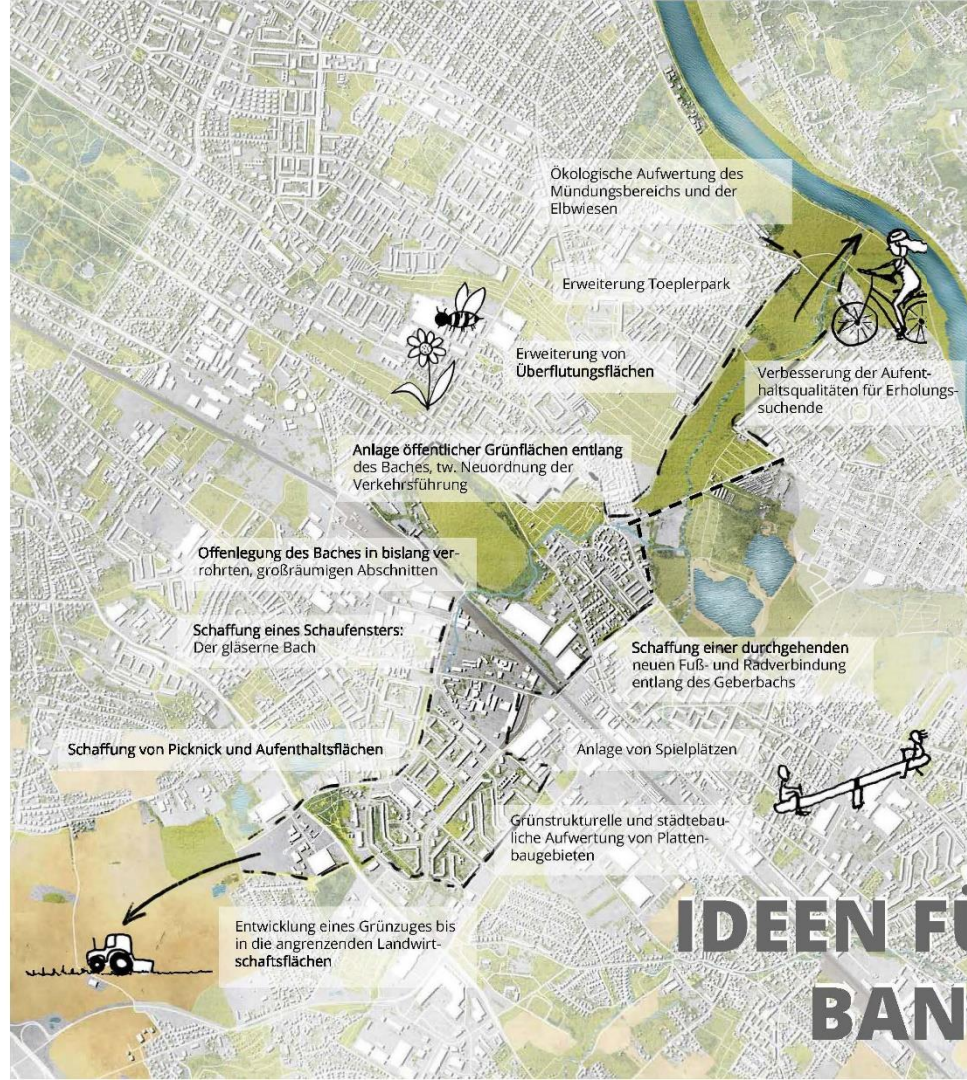 Ökologische Aufwertung des
Mündungsbereichs und der
Elbwiesen
Erweiterung Toeplerpark
Erweiterung von
Überflutungsflächen
Verbesserung der Aufent-
haltsqualitäten für Erholungs-
suchende
Anlage öffentlicher Grünflächen entlang
des Baches, tw. Neuordnung der
Verkehrsführung
Offenlegung des Baches in bislang ver-
rohrten, großräumigen Abschnitten
Schaffung eines Schaufensters:
Der gläserne Bach
Schaffung einer durchgehenden
neuen Fuß- und Radverbindung
entlang des Geberbachs
Schaffung von Picknick und Aufenthaltsflächen
Anlage von Spielplätzen
Grünstrukturelle und städtebau-
liche Aufwertung von Platten-
baugebieten
Entwicklung eines Grünzuges bis
in die angrenzenden Landwirt-
schaftsflächen
IDEEN FÜ
BAN